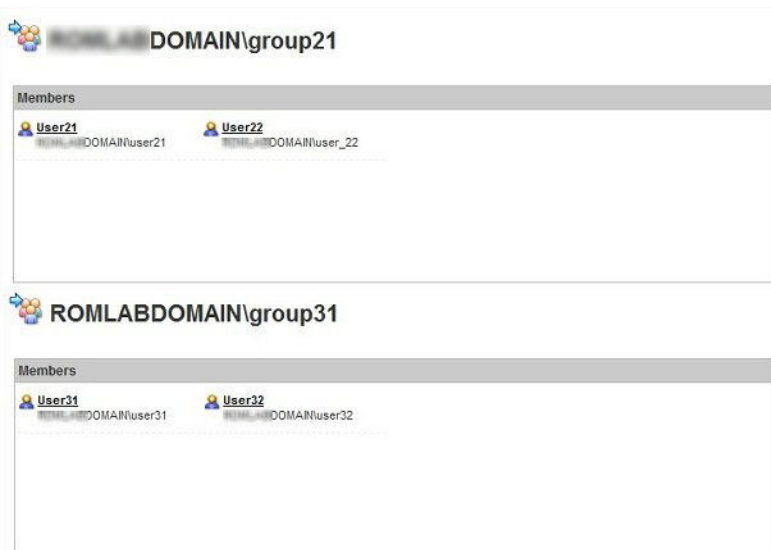 DOMAIN\group21
Members
User21 User22
DOMAIN\user21 DOMAIN\user_22
ROMLABDOMAIN\group31
Members
User31 User32
DOMAIN\user31 DOMAIN\user32